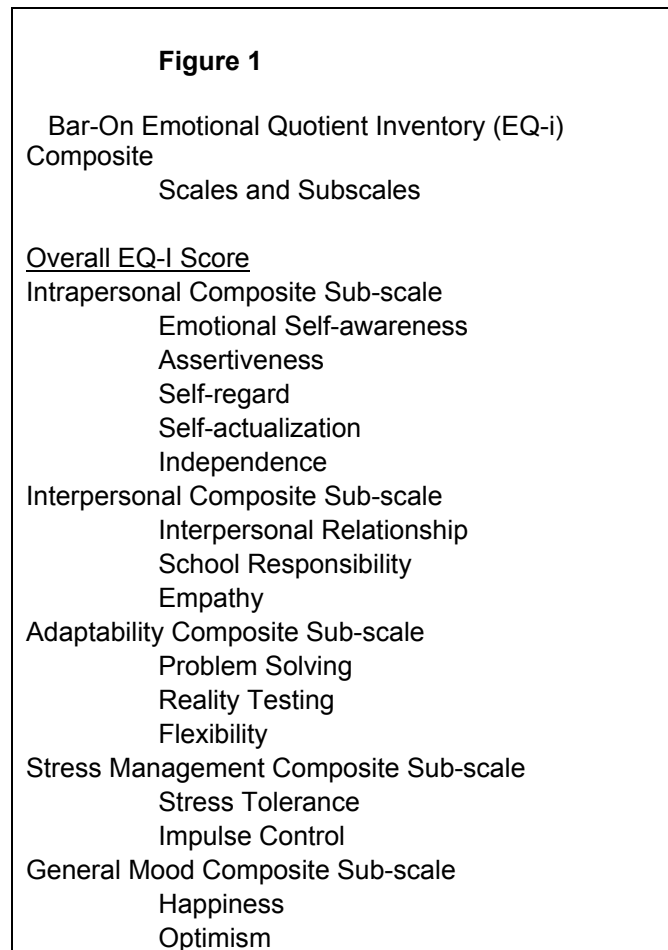 Figure 1
Bar-On Emotional Quotient Inventory (EQ-i)
Composite
Scales and Subscales
Overall EQ-I Score
Intrapersonal Composite Sub-scale
Emotional Self-awareness
Assertiveness
Self-regard
Self-actualization
Independence
Interpersonal Composite Sub-scale
Interpersonal Relationship
School Responsibility
Empathy
Adaptability Composite Sub-scale
Problem Solving
Reality Testing
Flexibility
Stress Management Composite Sub-scale
Stress Tolerance
Impulse Control
General Mood Composite Sub-scale
Happiness
Optimism